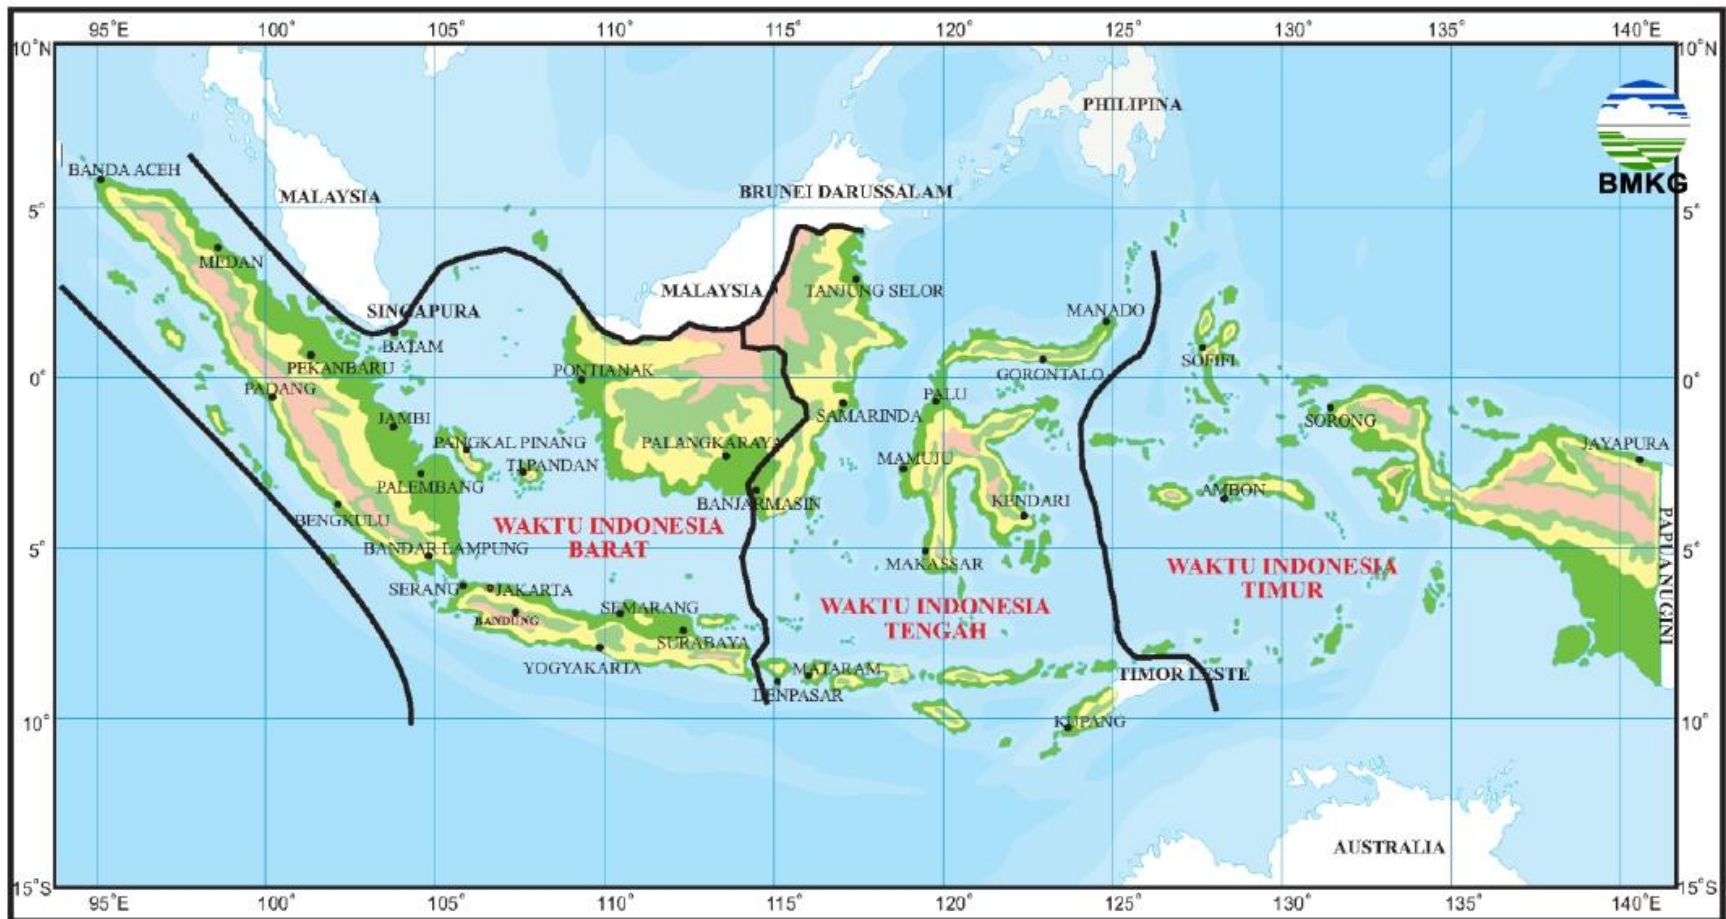 95°E 100° 105° 110° 115° 120° 125° 130° 135° 140°E
10°N 10°N
PHILIPINA
BANDA ACEH
BMKG
MALAYSIA
BRUNEI DARUSSALAM
5° 5°
MEDAN
MALAYSIA
TANJUNG SELOR
SINGAPURA
MANADO
BATAM
PEKANBARU
PONTIANAK
GORONTALO
SOFIFI
0° 0°
PADANG
PALU
JAMBI
SAMARINDA
SORONG
PANGKAL PINANG
PALANGKARAYA
JAYAPURA
TJ.PANDAN
MAMUJU
PALEMBANG
AMBON
BANJARMASIN
KENDARI
BENGKULU
WAKTU INDONESIA
BARAT
BANDAR LAMPUNG
5° 5°
MAKASSAR
WAKTU INDONESIA
TIMUR
PAPUANUGINI
SERANG
JAKARTA
SEMARANG
WAKTU INDONESIA
TENGAH
BANDUNG
SURABAYA
YOGYAKARTA
MATARAM
TIMOR LESTE
DENPASAR
10° 10°
KUPANG
AUSTRALIA
15°S 15°S
95°E 100° 105° 110° 115° 120° 125° 130° 135° 140°E